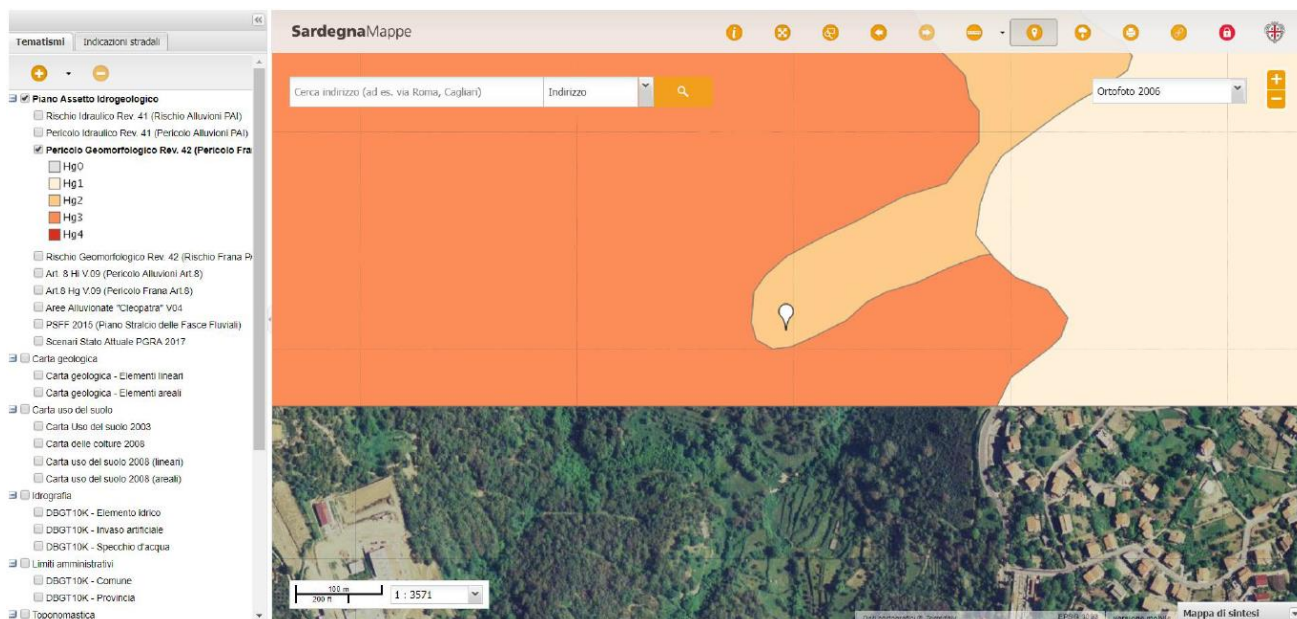 Tematismi
Indicazioni stradali
SardegnaMappe
Cerca indirizzo (ad es. via Roma, Cagliari)
Indirizzo
Ortofoto 2006
Piano Assetto Idrogeologico
Rischio Idraulico Rev. 41 (Rischio Alluvioni PAI)
Pericolo Idraulico Rev. 41 (Pericolo Alluvioni PAI)
Pericolo Geomorfologico Rev. 42 (Pericolo Fra
Hg0
Hg1
Hg2
Hg3
Hg4
Rischio Geomorfologico Rev. 42 (Rischio Frana P
Art. 8 Hi V.09 (Pericolo Alluvioni Art.8)
Art.8 Hg V.09 (Pericolo Frana Art.8)
Aree Alluvionate "Cleopatra" V04
PSFF 2015 (Piano Stralcio delle Fasce Fluviali)
Scenari Stato Attuale PGRA 2017
Carta geologica
Carta geologica - Elementi lineari
Carta geologica - Elementi areali
Carta uso del suolo
Carta Uso del suolo 2003
Carta delle colture 2008
Carta uso del suolo 2008 (lineari)
Carta uso del suolo 2008 (areali)
Idrografia
DBGT10K - Elemento Idrico
DBGT10K - Invaso artificiale
DBGT10K - Specchio d'acqua
Limiti amministrativi
DBGT10K - Comune
DBGT10K - Provincia
Toponomastica
100 m
200 ft
1 : 3571
Mappa di sintesi